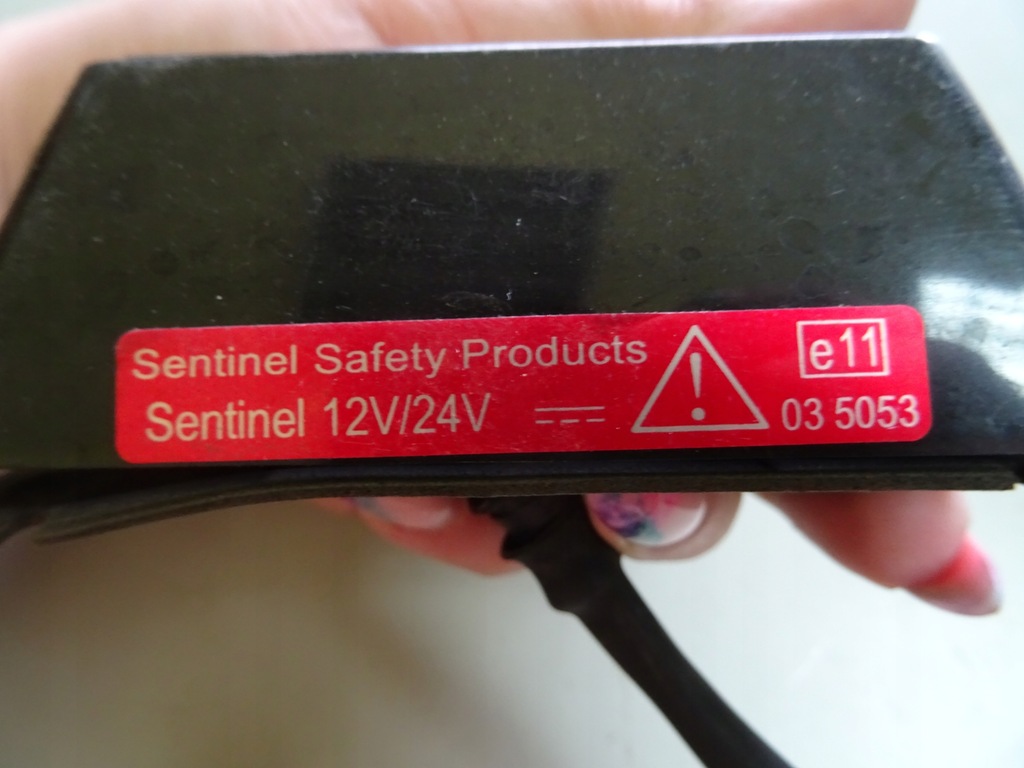 Sentinel Safety Products
Sentinel 12V/24V
!
e11
03 5053